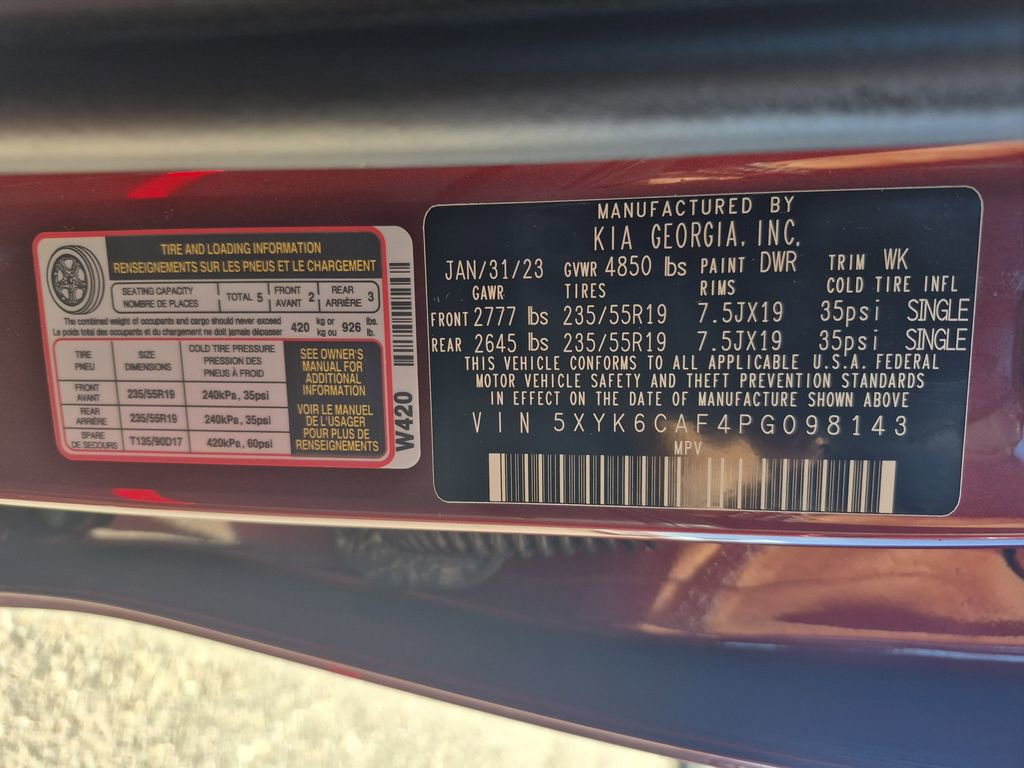 TIRE AND LOADING INFORMATION
RENSEIGNEMENTS SUR LES PNEUS ET LE CHARGEMENT
SEATING CAPACITY
NOMBRE DE PLACES
TOTAL 5
FRONT
AVANT 2
REAR
ARRIÈRE 3
The combined weight of occupants and cargo should never exceed
Le poids total des occupants et du chargement ne doit jamais dépasser
420 kg or
kg ou 926 lbs.
lb.
TIRE
PNEU
SIZE
DIMENSIONS
COLD TIRE PRESSURE
PRESSION DES
PNEUS À FROID
FRONT
AVANT
235/55R19
240kPa, 35psi
REAR
ARRIÈRE
235/55R19
240kPa, 35psi
SPARE
DE SECOURS
T135/90D17
420kPa, 60psi
SEE OWNER'S
MANUAL FOR
ADDITIONAL
INFORMATION
VOIR LE MANUEL
DE L'USAGER
POUR PLUS DE
RENSEIGNEMENTS
W420
MANUFACTURED BY
KIA GEORGIA, INC.
JAN/31/23 GVWR 4850 lbs PAINT DWR TRIM WK
GAWR TIRES RIMS COLD TIRE INFL
FRONT 2777 lbs 235/55R19 7.5JX19 35psi SINGLE
REAR 2645 lbs 235/55R19 7.5JX19 35psi SINGLE
THIS VEHICLE CONFORMS TO ALL APPLICABLE U.S.A. FEDERAL
MOTOR VEHICLE SAFETY AND THEFT PREVENTION STANDARDS
IN EFFECT ON THE DATE OF MANUFACTURE SHOWN ABOVE
VIN 5XYK6CAF4PG098143
MPV